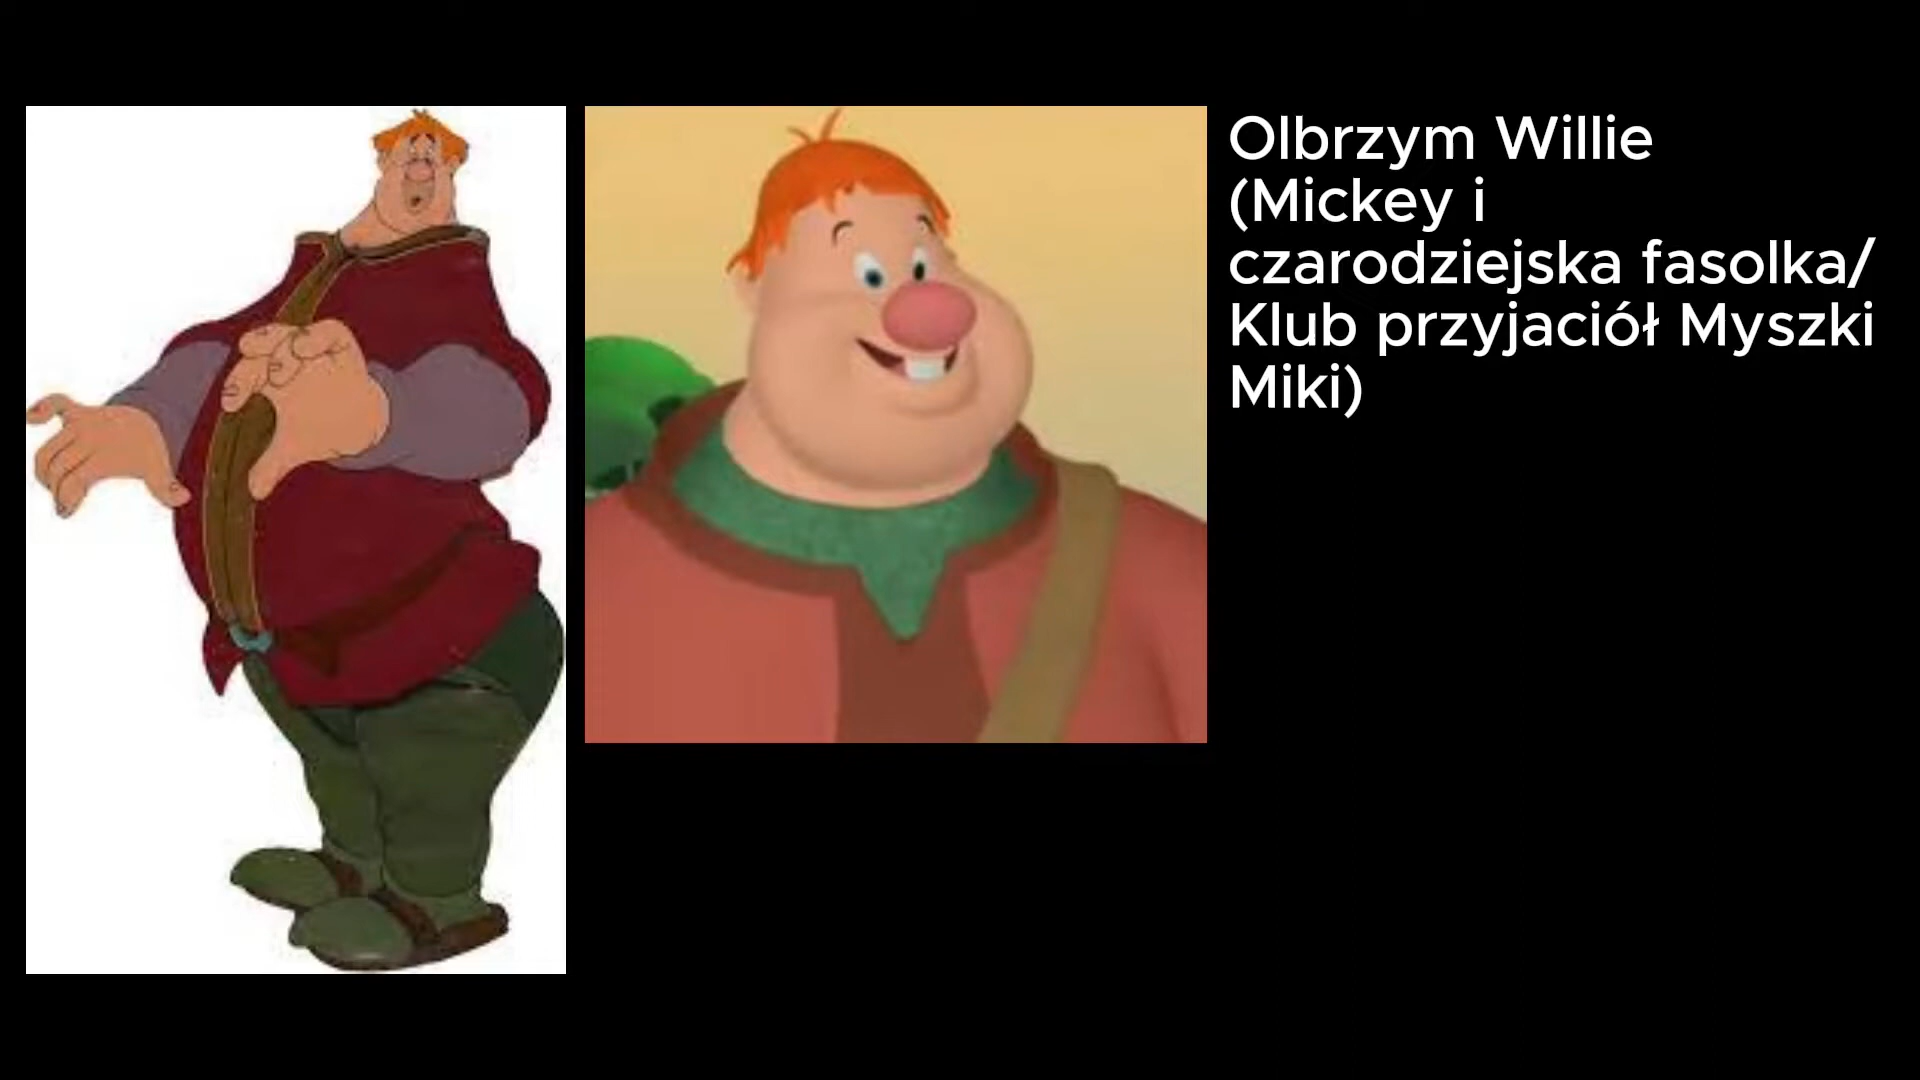 Olbrzym Willie
(Mickey i
czarodziejska fasolka/
Klub przyjaciół Myszki
Miki)